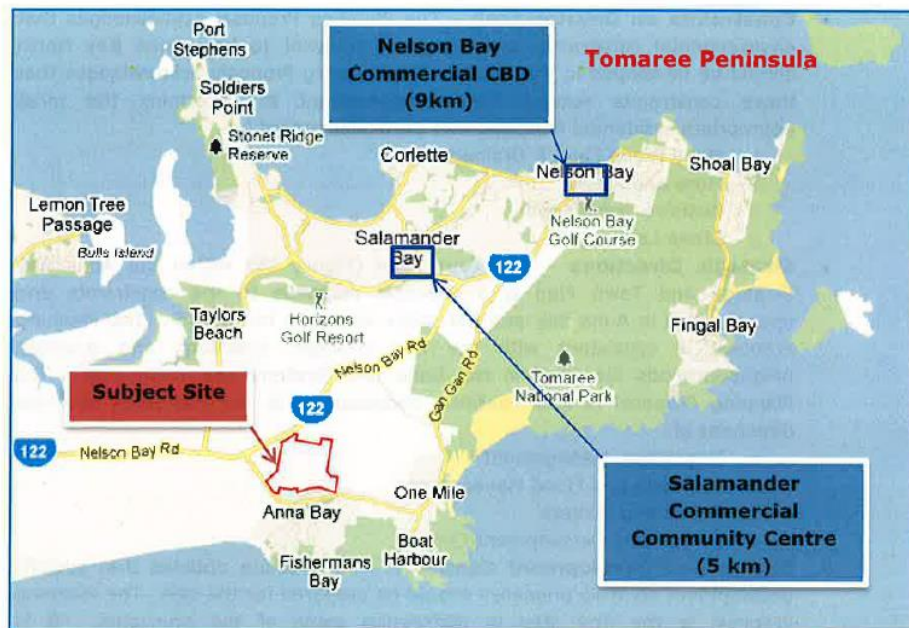 Port
Stephens
Soldiers
Point
Stonet Ridge
Reserve
Nelson Bay
Commercial CBD
(9km)
Tomaree Peninsula
Corlette
Nelson Bay
Shoal Bay
Lemon Tree
Passage
Bulls Island
Salamander
Bay
Nelson Bay
Golf Course
122
Taylors
Beach
Horizons
Golf Resort
Fingal Bay
Nelson Bay Rd
Gan Gan Rd
Tomaree
National Park
Subject Site
122
122
Nelson Bay Rd
Anna Bay
One Mile
Boat
Harbour
Fishermans
Bay
Salamander
Commercial
Community Centre
(5 km)